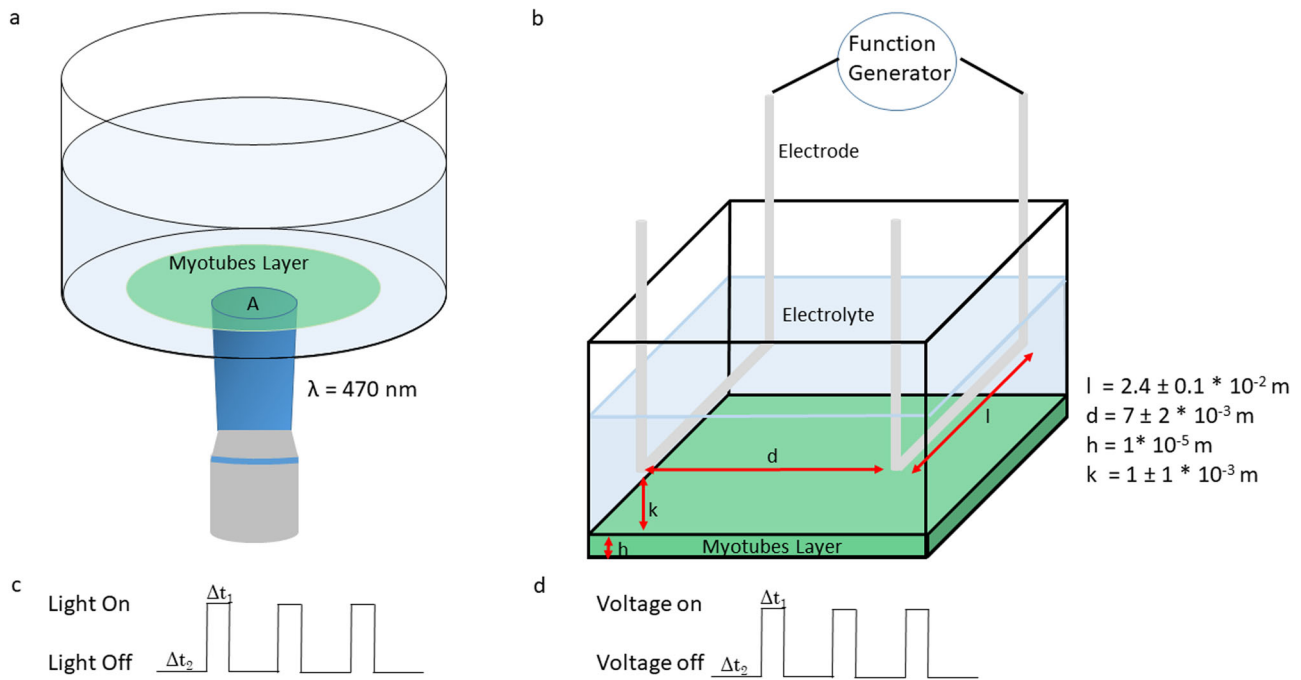 a
Myotubes Layer
A
λ = 470 nm
b
Function
Generator
Electrode
Electrolyte
l
d
k
h
Myotubes Layer
l = 2.4 ± 0.1 * 10⁻² m
d = 7 ± 2 * 10⁻³ m
h = 1* 10⁻⁵ m
k = 1 ± 1 * 10⁻³ m
c
Light On
Δt₁
Light Off
Δt₂
d
Voltage on
Δt₁
Voltage off
Δt₂